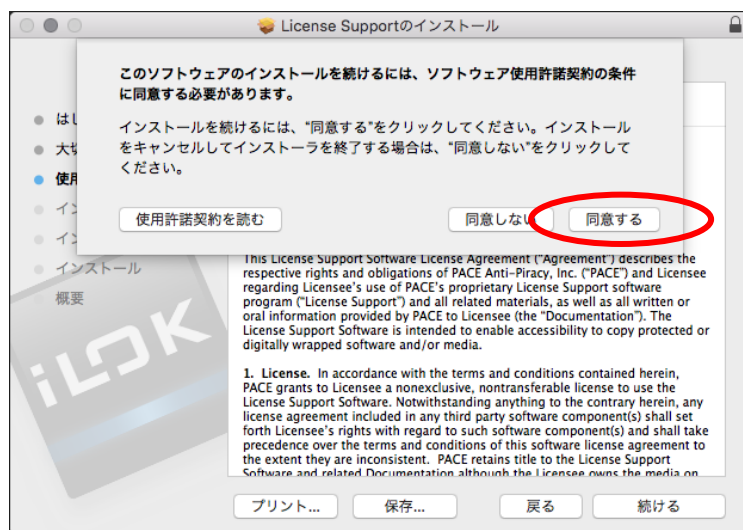 License Supportのインストール
このソフトウェアのインストールを続けるには、ソフトウェア使用許諾契約の条件
に同意する必要があります。
インストールを続けるには、“同意する”をクリックしてください。インストール
をキャンセルしてインストーラを終了する場合は、“同意しない”をクリックして
ください。
使用許諾契約を読む
同意しない
同意する
インストール
概要
iLOK
This License Support Software License Agreement (“Agreement”) describes the
respective rights and obligations of PACE Anti-Piracy, Inc. (“PACE”) and Licensee
regarding Licensee’s use of PACE’s proprietary License Support software
program (“License Support”) and all related materials, as well as all written or
oral information provided by PACE to Licensee (the “Documentation”). The
License Support Software is intended to enable accessibility to copy protected or
digitally wrapped software and/or media.
1. License. In accordance with the terms and conditions contained herein,
PACE grants to Licensee a nonexclusive, nontransferable license to use the
License Support Software. Notwithstanding anything to the contrary herein, any
license agreement included in any third party software component(s) shall set
forth Licensee’s rights with regard to such software component(s) and shall take
precedence over the terms and conditions of this software license agreement to
the extent they are inconsistent. PACE retains title to the License Support
Software and related Documentation although the Licensee owns the media on
プリント...
保存...
戻る
続ける